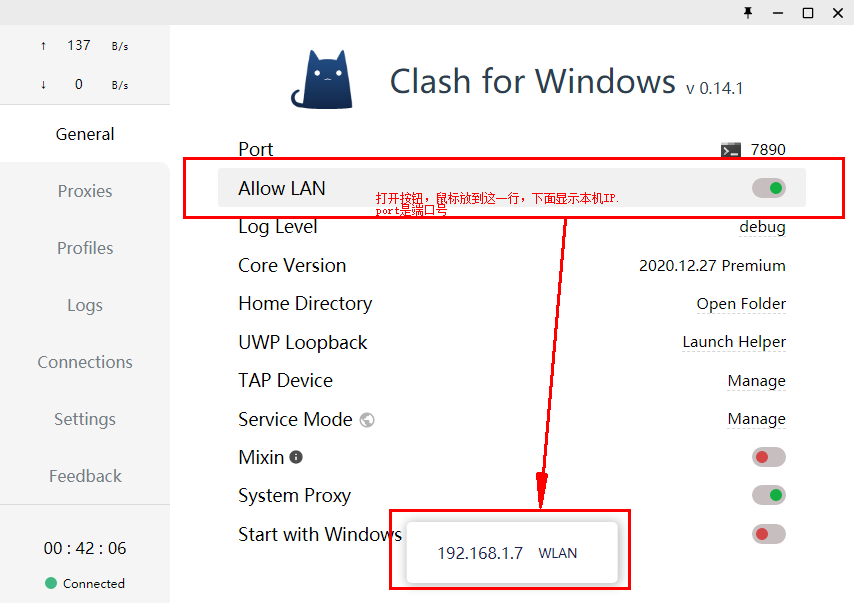 ↑ 137 B/s
↓ 0 B/s
General
Proxies
Profiles
Logs
Connections
Settings
Feedback
00 : 42 : 06
Connected
Clash for Windows v 0.14.1
Port 7890
Allow LAN
打开按钮，鼠标放到这一行，下面显示本机IP.
port是端口号
Log Level debug
Core Version 2020.12.27 Premium
Home Directory Open Folder
UWP Loopback Launch Helper
TAP Device Manage
Service Mode Manage
Mixin
System Proxy
Start with Windows
192.168.1.7 WLAN